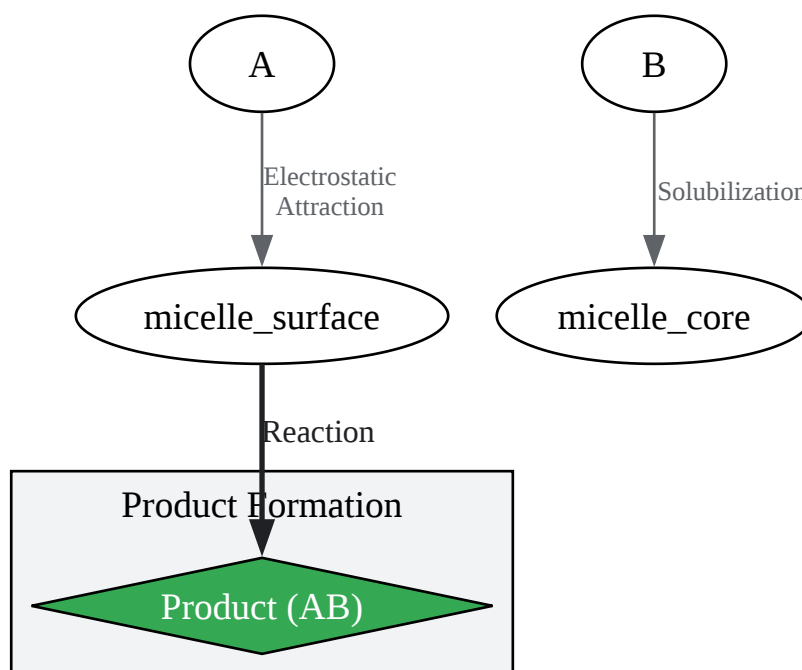 A
B
Electrostatic
Attraction
Solubilization
micelle_surface
micelle_core
Reaction
Product Formation
Product (AB)